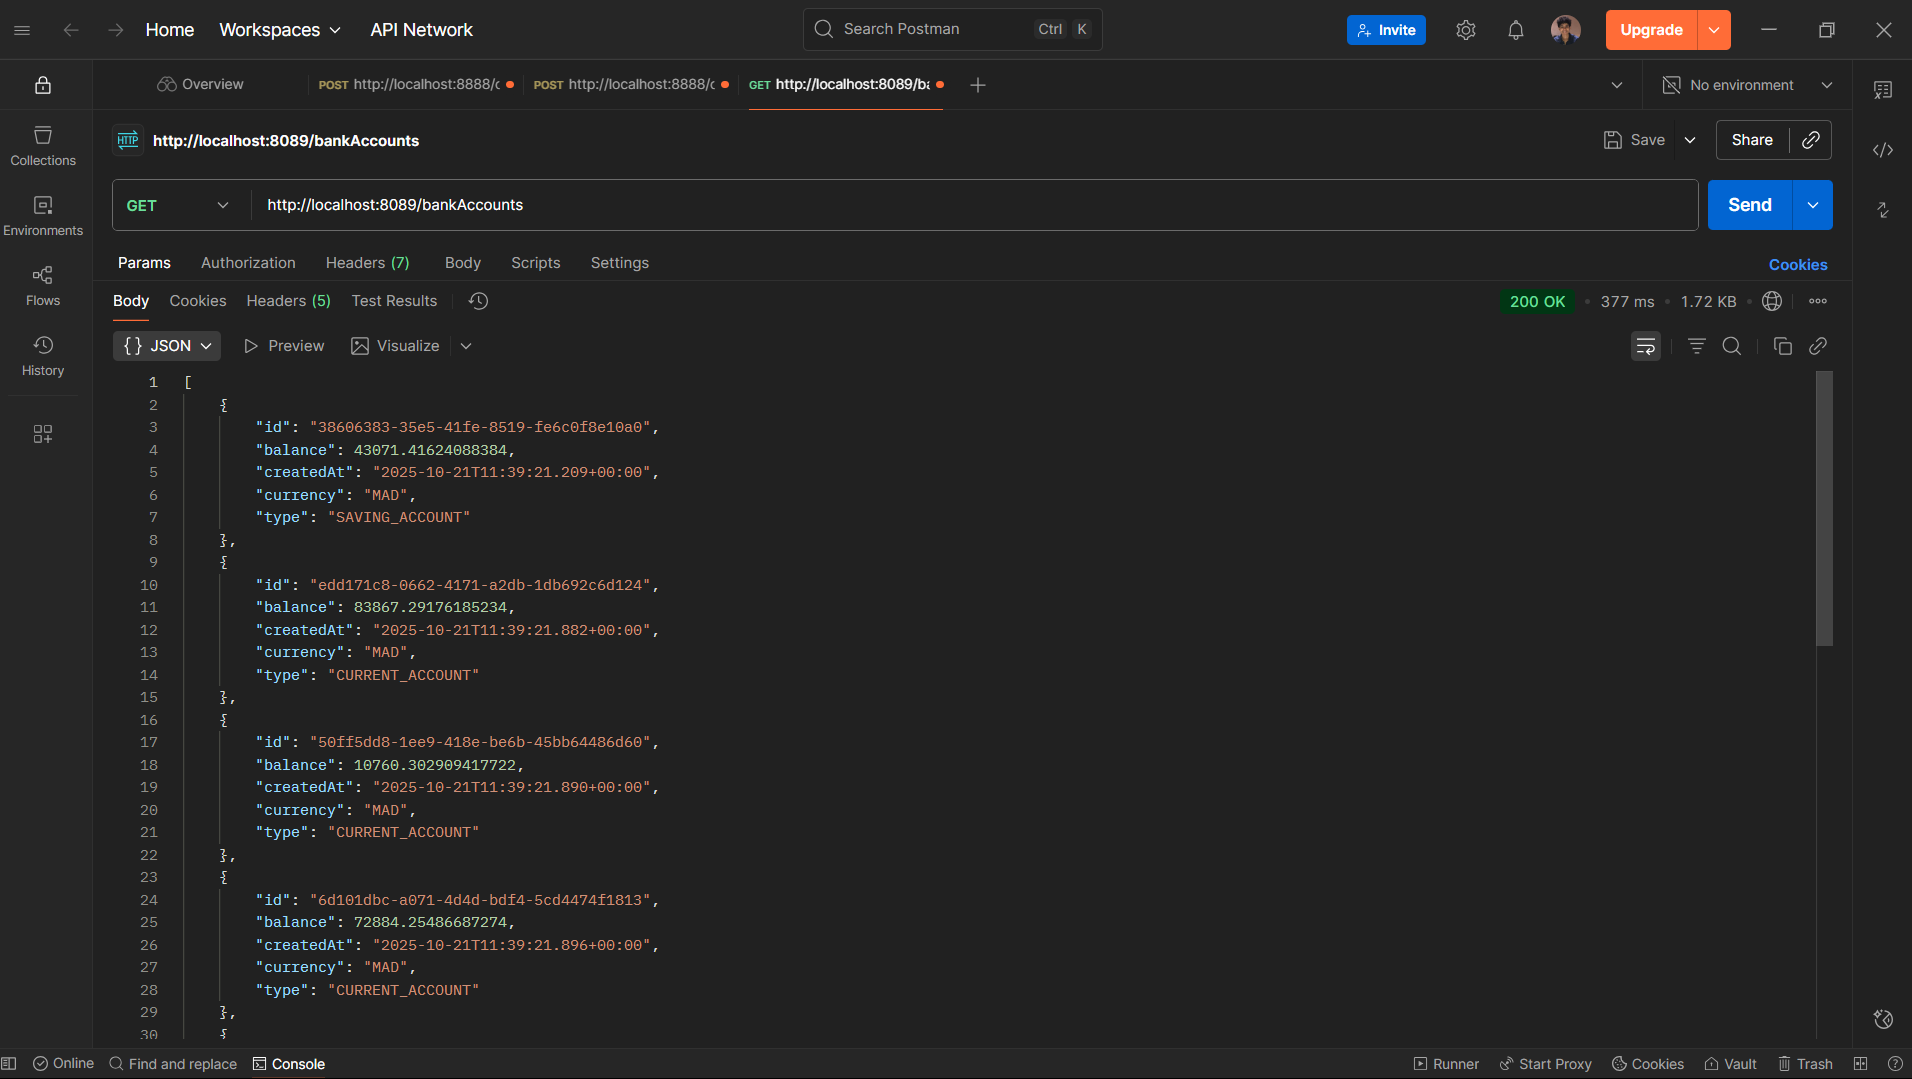 Home Workspaces API Network Search Postman Ctrl K Invite Upgrade
Overview POST http://localhost:8888/c POST http://localhost:8888/c GET http://localhost:8089/ba No environment
HTTP http://localhost:8089/bankAccounts Save Share
Collections
GET http://localhost:8089/bankAccounts Send
Environments
Params Authorization Headers (7) Body Scripts Settings Cookies
Flows
Body Cookies Headers (5) Test Results 200 OK 377 ms 1.72 KB
{} JSON Preview Visualize
History
1 [
2 {
3 "id": "38606383-35e5-41fe-8519-fe6c0f8e10a0",
4 "balance": 43071.41624088384,
5 "createdAt": "2025-10-21T11:39:21.209+00:00",
6 "currency": "MAD",
7 "type": "SAVING_ACCOUNT"
8 },
9 {
10 "id": "edd171c8-0662-4171-a2db-1db692c6d124",
11 "balance": 83867.29176185234,
12 "createdAt": "2025-10-21T11:39:21.882+00:00",
13 "currency": "MAD",
14 "type": "CURRENT_ACCOUNT"
15 },
16 {
17 "id": "50ff5dd8-1ee9-418e-be6b-45bb64486d60",
18 "balance": 10760.302909417722,
19 "createdAt": "2025-10-21T11:39:21.890+00:00",
20 "currency": "MAD",
21 "type": "CURRENT_ACCOUNT"
22 },
23 {
24 "id": "6d101dbc-a071-4d4d-bdf4-5cd4474f1813",
25 "balance": 72884.25486687274,
26 "createdAt": "2025-10-21T11:39:21.896+00:00",
27 "currency": "MAD",
28 "type": "CURRENT_ACCOUNT"
29 },
30 {
Online Find and replace Console Runner Start Proxy Cookies Vault Trash